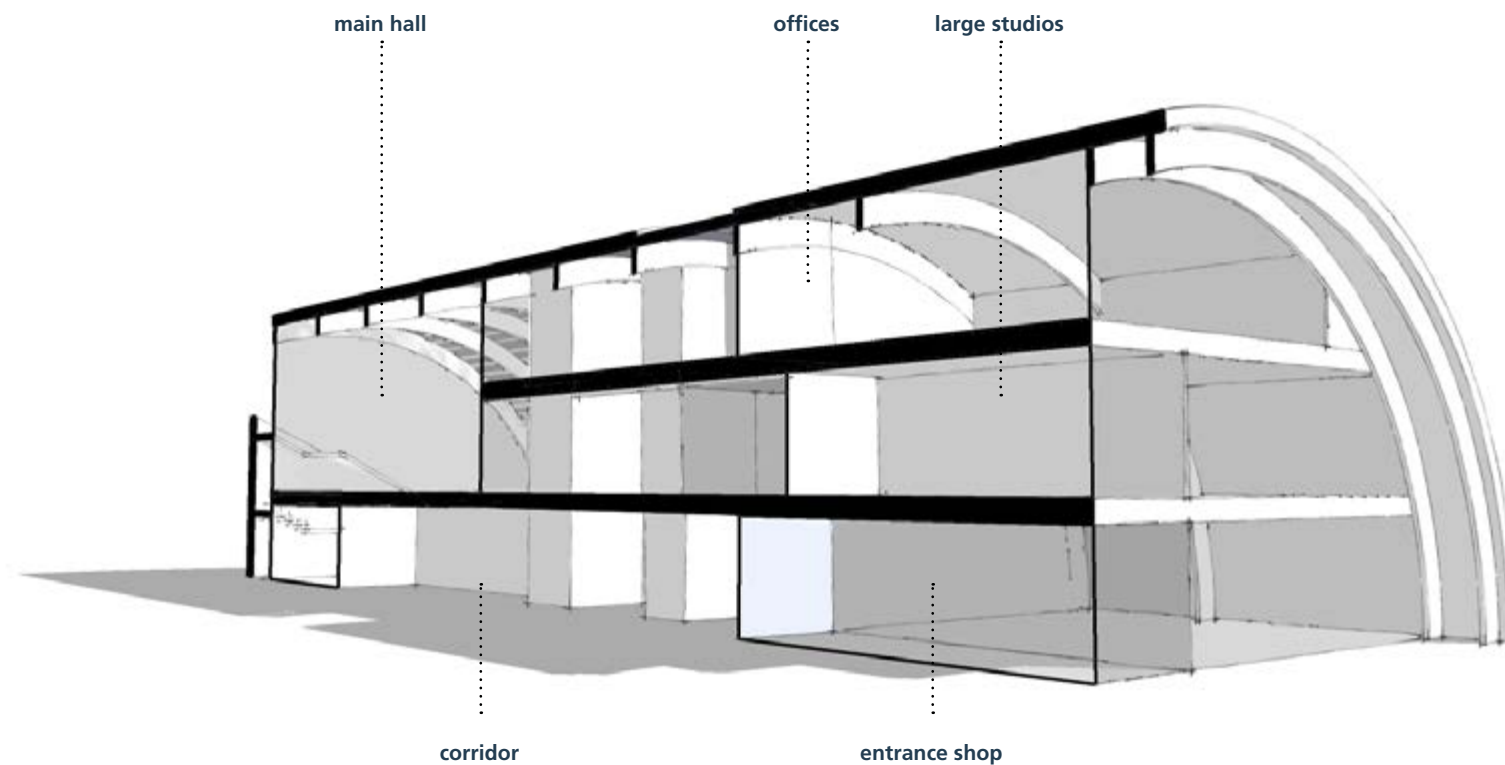 main hall
offices
large studios
corridor
entrance shop